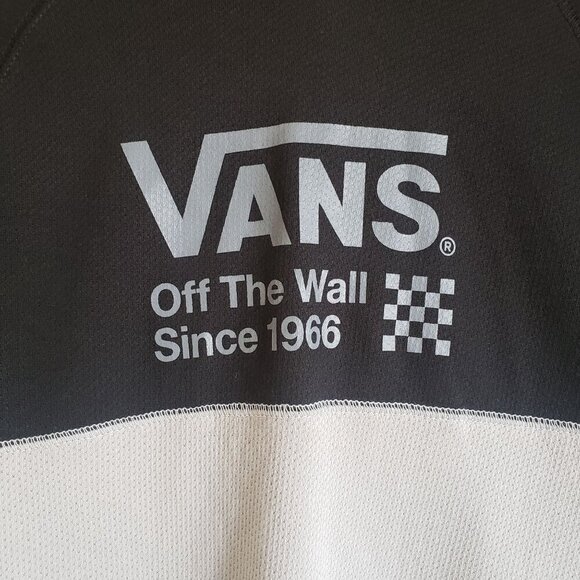 VANS®
Off The Wall
Since 1966